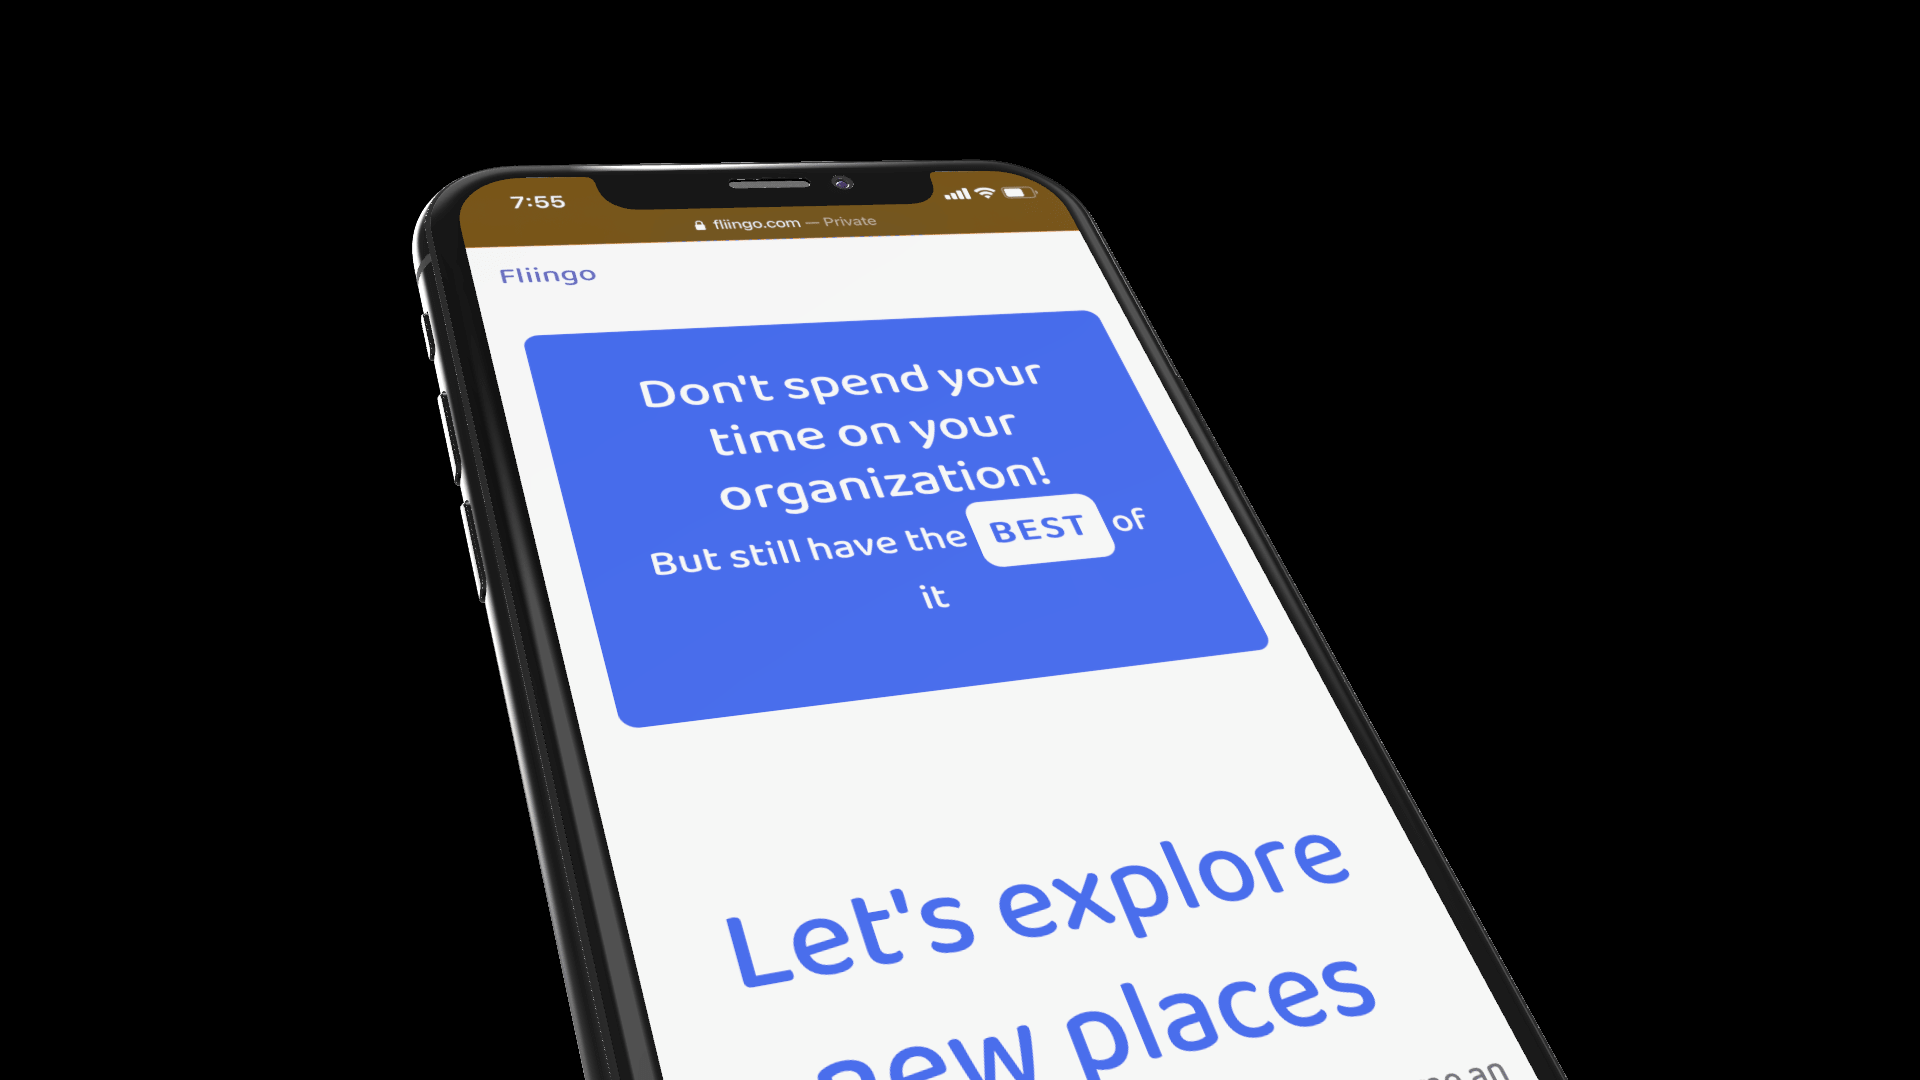 7:55
fliingo.com — Private
Fliingo
Don't spend your
time on your
organization!
But still have the BEST of
it
Let's explore
new places
an